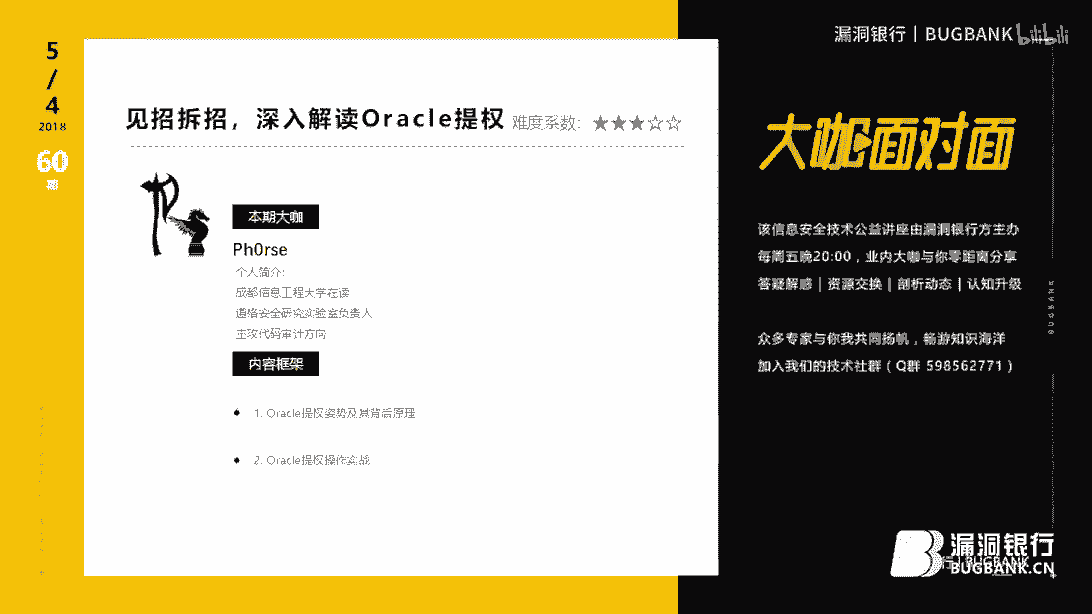 5
/
4
2018
60
期
见招拆招，深入解读Oracle提权 难度系数：★★★☆☆
本期大咖
Ph0rse
个人简介：
成都信息工程大学在读
道格安全研究实验室负责人
主攻代码审计方向
内容框架
1. Oracle提权姿势及其背后原理
2. Oracle提权操作实战
漏洞银行｜BUGBANK
bilibili
大咖面对面
该信息安全技术公益讲座由漏洞银行方主办
每周五晚20:00，业内大咖与你零距离分享
答疑解惑｜资源交换｜剖析动态｜认知升级
众多专家与你我共同扬帆，畅游知识海洋
加入我们的技术社群（Q群 598562771）
BUGBANK
漏洞银行
BUGBANK.CN